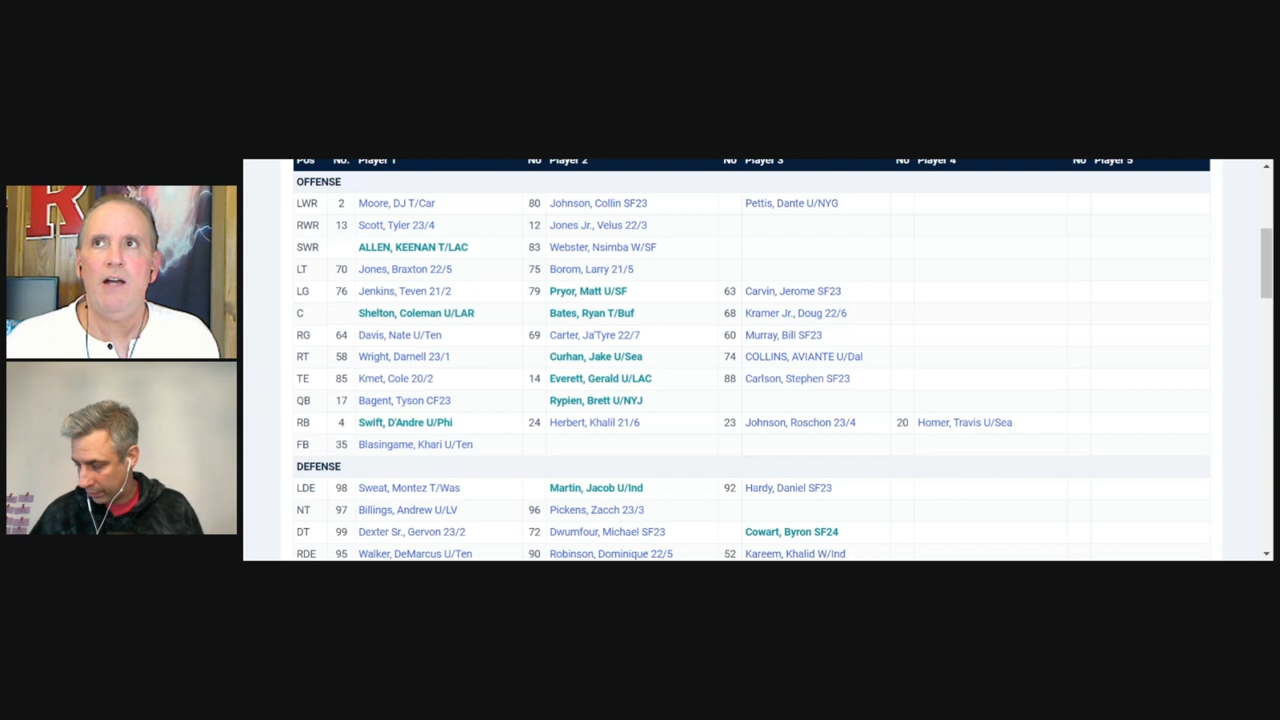 R
Pos No. Player 1 No Player 2 No Player 3 No Player 4 No Player 5
OFFENSE
LWR 2 Moore, DJ T/Car 80 Johnson, Collin SF23 Pettis, Dante U/NYG
RWR 13 Scott, Tyler 23/4 12 Jones Jr., Velus 22/3
SWR ALLEN, KEENAN T/LAC 83 Webster, Nsimba W/SF
LT 70 Jones, Braxton 22/5 75 Borom, Larry 21/5
LG 76 Jenkins, Teven 21/2 79 Pryor, Matt U/SF 63 Carvin, Jerome SF23
C Shelton, Coleman U/LAR Bates, Ryan T/Buf 68 Kramer Jr., Doug 22/6
RG 64 Davis, Nate U/Ten 69 Carter, Ja'Tyre 22/7 60 Murray, Bill SF23
RT 58 Wright, Darnell 23/1 Curhan, Jake U/Sea 74 COLLINS, AVIANTE U/Dal
TE 85 Kmet, Cole 20/2 14 Everett, Gerald U/LAC 88 Carlson, Stephen SF23
QB 17 Bagent, Tyson CF23 Rypien, Brett U/NYJ
RB 4 Swift, D'Andre U/Phi 24 Herbert, Khalil 21/6 23 Johnson, Roschon 23/4 20 Homer, Travis U/Sea
FB 35 Blasingame, Khari U/Ten
DEFENSE
LDE 98 Sweat, Montez T/Was Martin, Jacob U/Ind 92 Hardy, Daniel SF23
NT 97 Billings, Andrew U/LV 96 Pickens, Zacch 23/3
DT 99 Dexter Sr., Gervon 23/2 72 Dwumfour, Michael SF23 Cowart, Byron SF24
RDE 95 Walker, DeMarcus U/Ten 90 Robinson, Dominique 22/5 52 Kareem, Khalid W/Ind